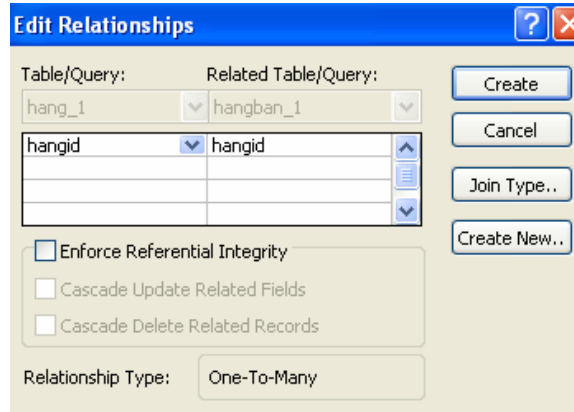 Edit Relationships
Table/Query: Related Table/Query:
hang_1 hangban_1
hangid hangid
Create
Cancel
Join Type..
Create New..
Enforce Referential Integrity
Cascade Update Related Fields
Cascade Delete Related Records
Relationship Type: One-To-Many